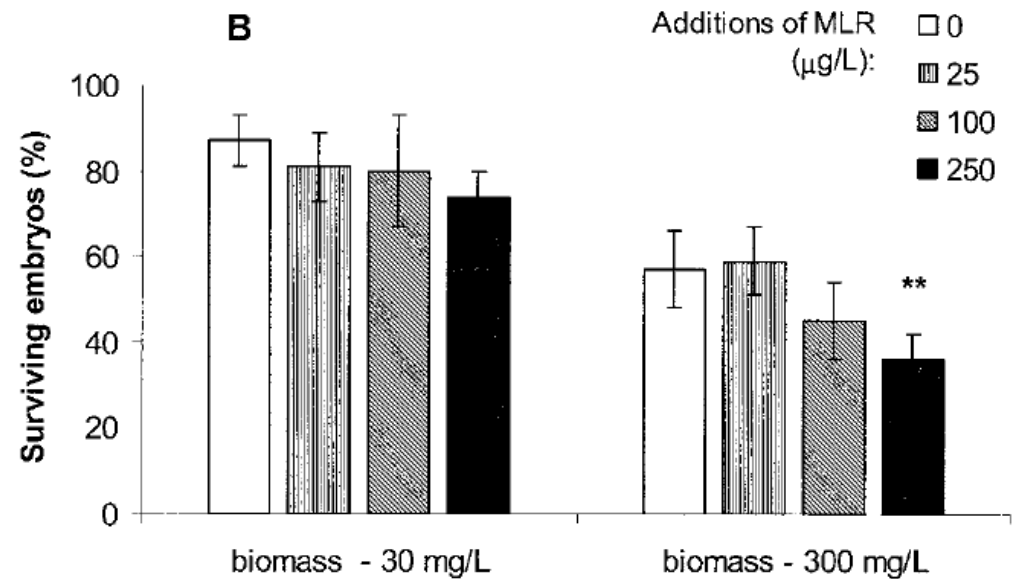 B
Additions of MLR
(µg/L):
0
25
100
250
Surviving embryos (%)
100
80
60
40
20
0
**
biomass - 30 mg/L
biomass - 300 mg/L